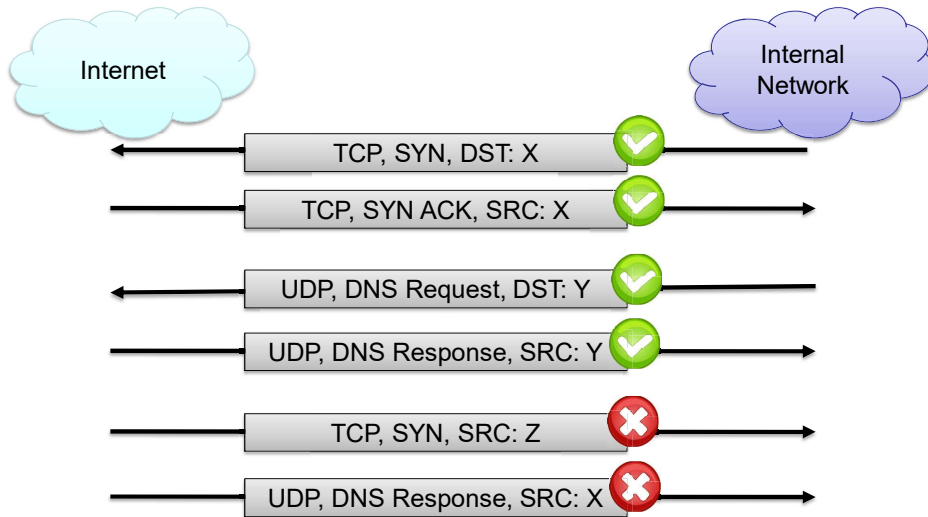 Internet
Internal
Network
TCP, SYN, DST: X
TCP, SYN ACK, SRC: X
UDP, DNS Request, DST: Y
UDP, DNS Response, SRC: Y
TCP, SYN, SRC: Z
UDP, DNS Response, SRC: X